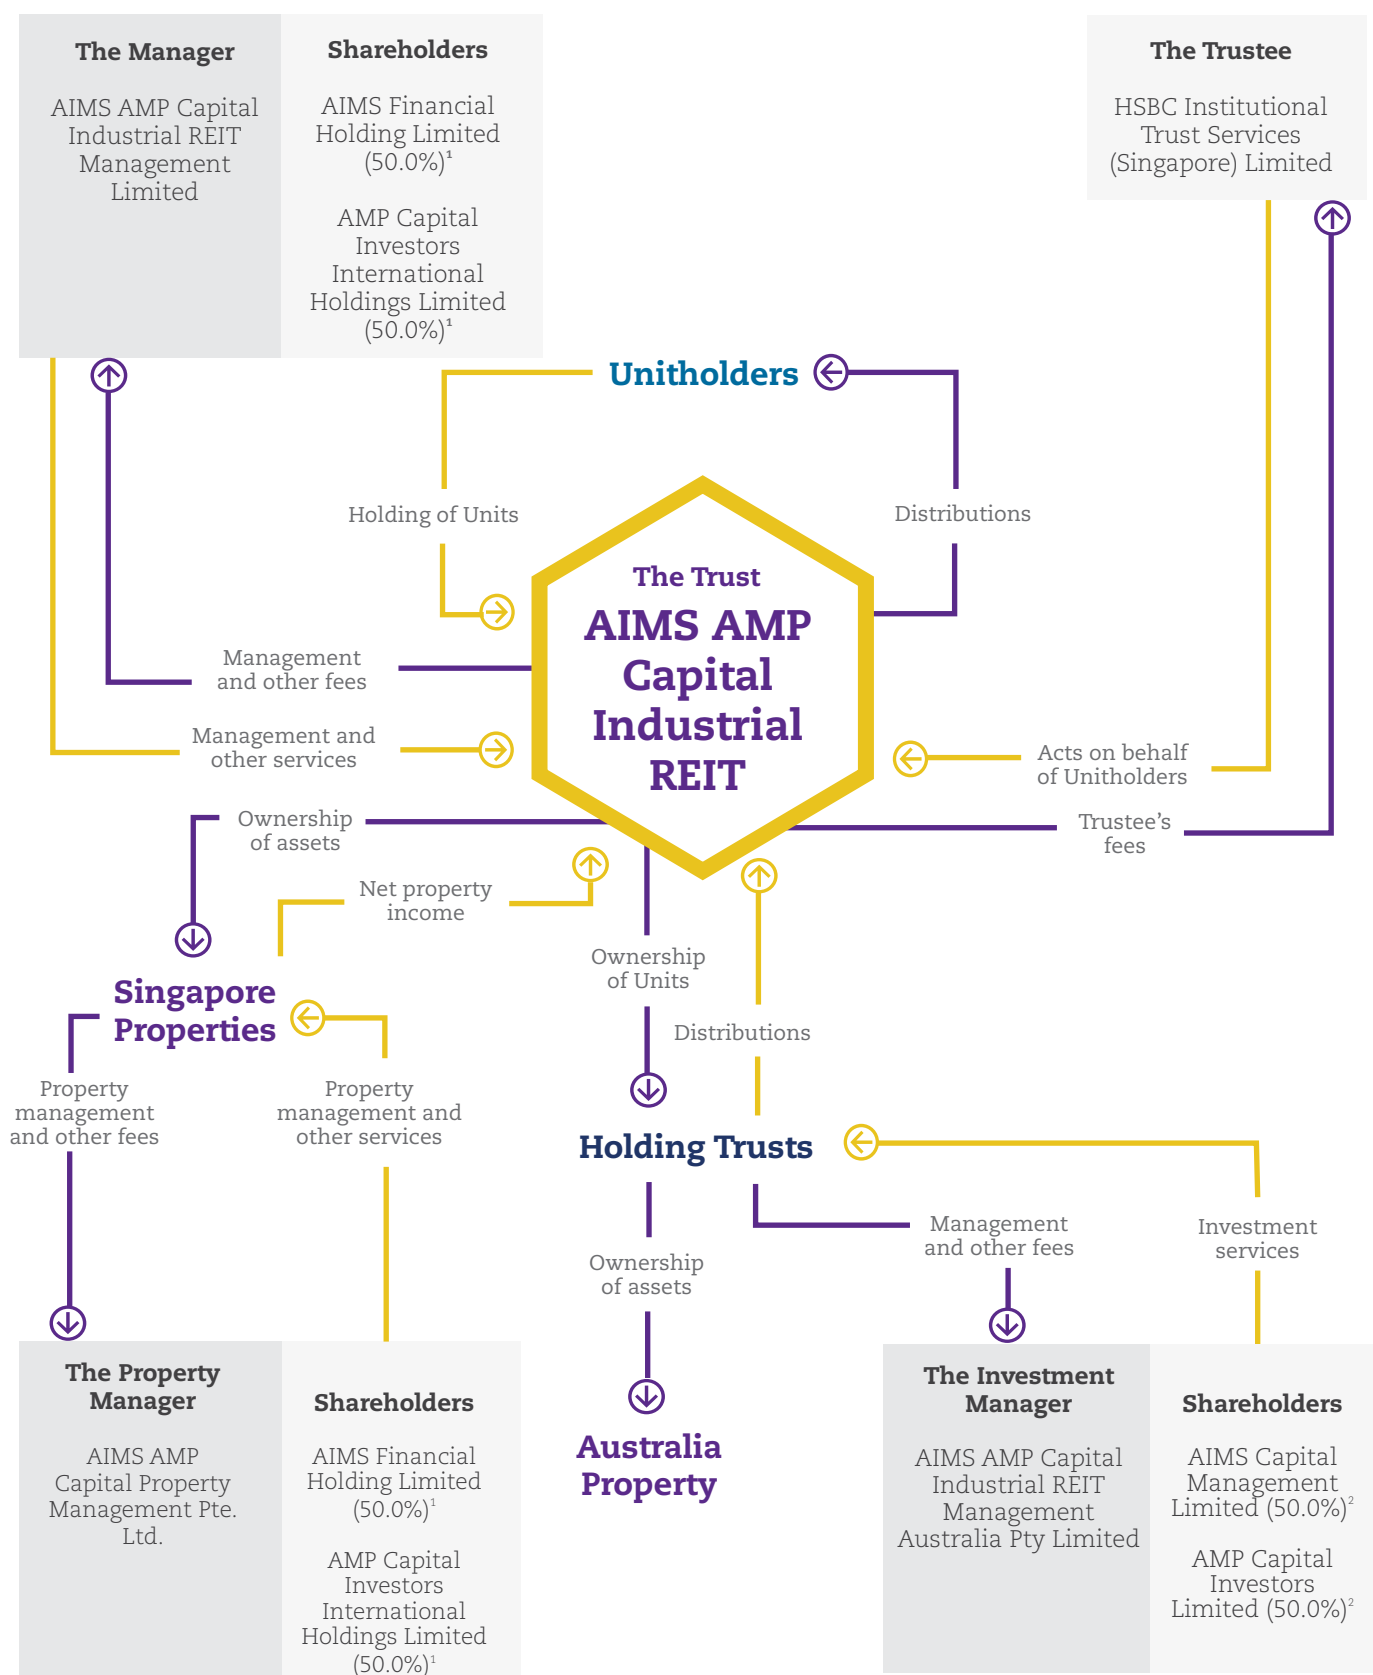 The Manager
AIMS AMP Capital
Industrial REIT
Management
Limited
Shareholders
AIMS Financial
Holding Limited
(50.0%)¹
AMP Capital
Investors
International
Holdings Limited
(50.0%)¹
The Trustee
HSBC Institutional
Trust Services
(Singapore) Limited
Unitholders
Holding of Units
Distributions
The Trust
AIMS AMP
Capital
Industrial
REIT
Management
and other fees
Management and
other services
Acts on behalf
of Unitholders
Trustee's
fees
Ownership
of assets
Net property
income
Ownership
of Units
Distributions
Singapore
Properties
Property
management
and other fees
Property
management and
other services
Holding Trusts
Ownership
of assets
Management
and other fees
Investment
services
Australia
Property
The Property
Manager
AIMS AMP
Capital Property
Management Pte.
Ltd.
Shareholders
AIMS Financial
Holding Limited
(50.0%)¹
AMP Capital
Investors
International
Holdings Limited
(50.0%)¹
The Investment
Manager
AIMS AMP Capital
Industrial REIT
Management
Australia Pty Limited
Shareholders
AIMS Capital
Management
Limited (50.0%)²
AMP Capital
Investors
Limited (50.0%)²